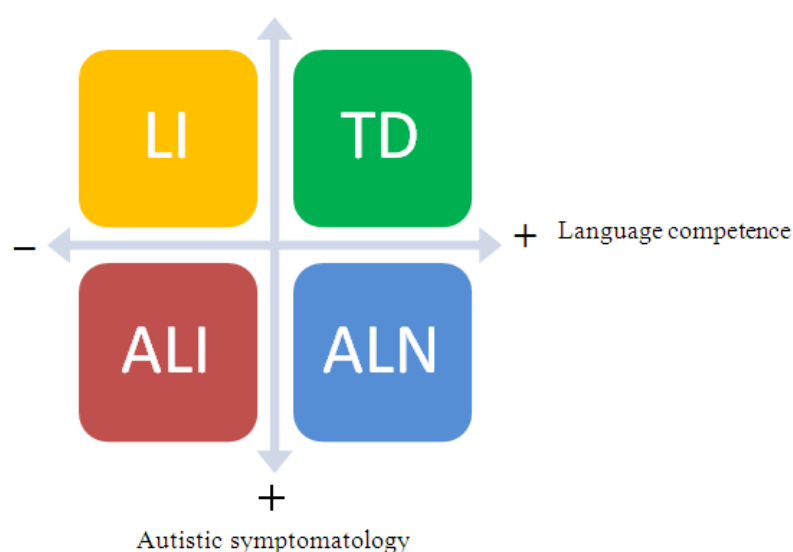 LI
TD
–
+
Language competence
ALI
ALN
+
Autistic symptomatology